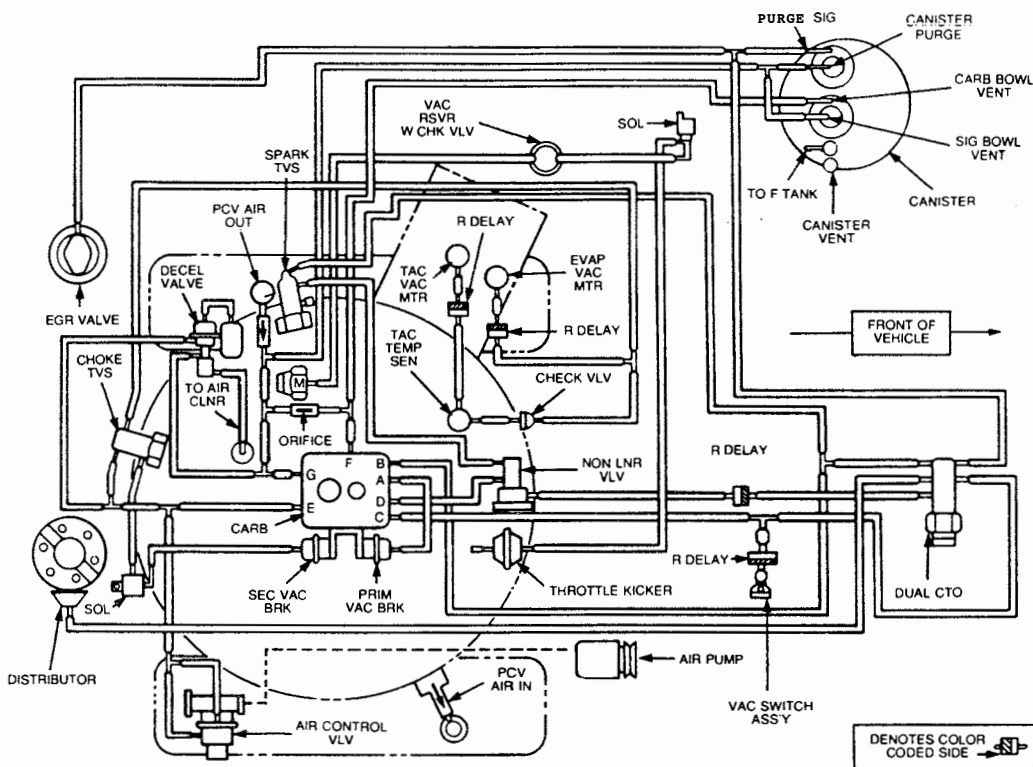 PURGE SIG
CANISTER
PURGE
CARB BOWL
VENT
SIG BOWL
VENT
TO F TANK
CANISTER
CANISTER
VENT
VAC
RSVR
W CHK VLV
SOL
SPARK
TVS
PCV AIR
OUT
R DELAY
DECEL
VALVE
EGR VALVE
TAC
VAC
MTR
EVAP
VAC
MTR
R DELAY
FRONT OF
VEHICLE
CHOKE
TVS
TO AIR
CLNR
M
TAC
TEMP
SEN
CHECK VLV
ORIFICE
R DELAY
F
G
B
A
E
D
C
NON LNR
VLV
CARB
SOL
SEC VAC
BRK
PRIM
VAC BRK
THROTTLE KICKER
R DELAY
DUAL CTO
DISTRIBUTOR
AIR PUMP
PCV
AIR IN
AIR CONTROL
VLV
VAC SWITCH
ASS'Y
DENOTES COLOR
CODED SIDE